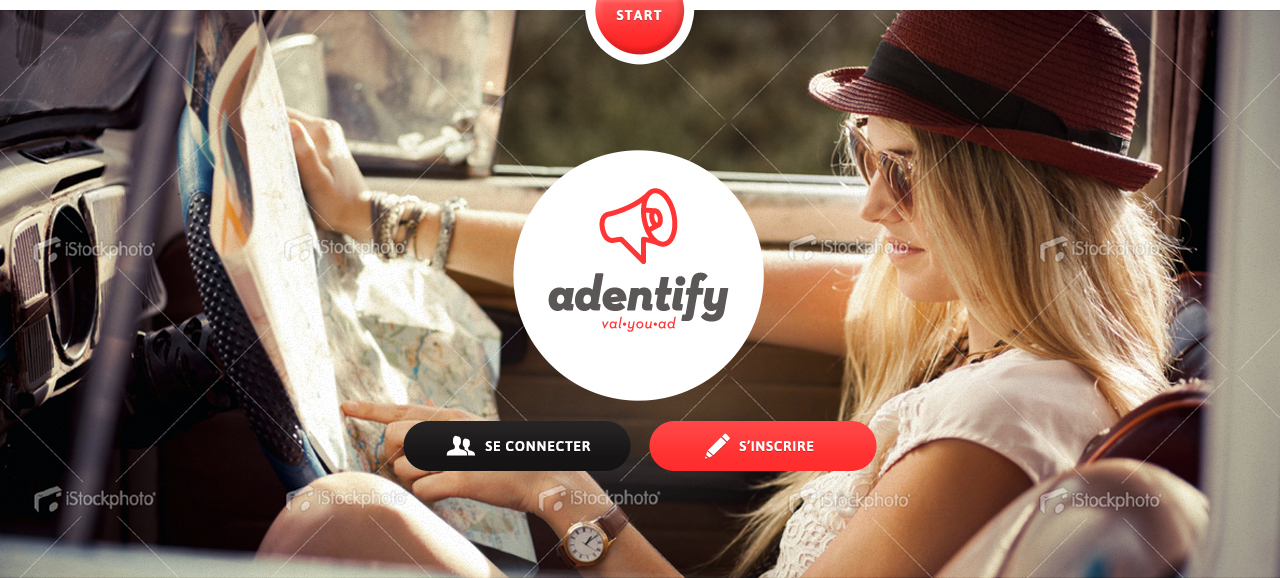 START
adentify
val•you•ad
SE CONNECTER
S'INSCRIRE
iStockphoto
iStockphoto
iStockphoto
iStockphoto
iStockphoto
iStockphoto
iStockphoto
iStockphoto
iStockphoto